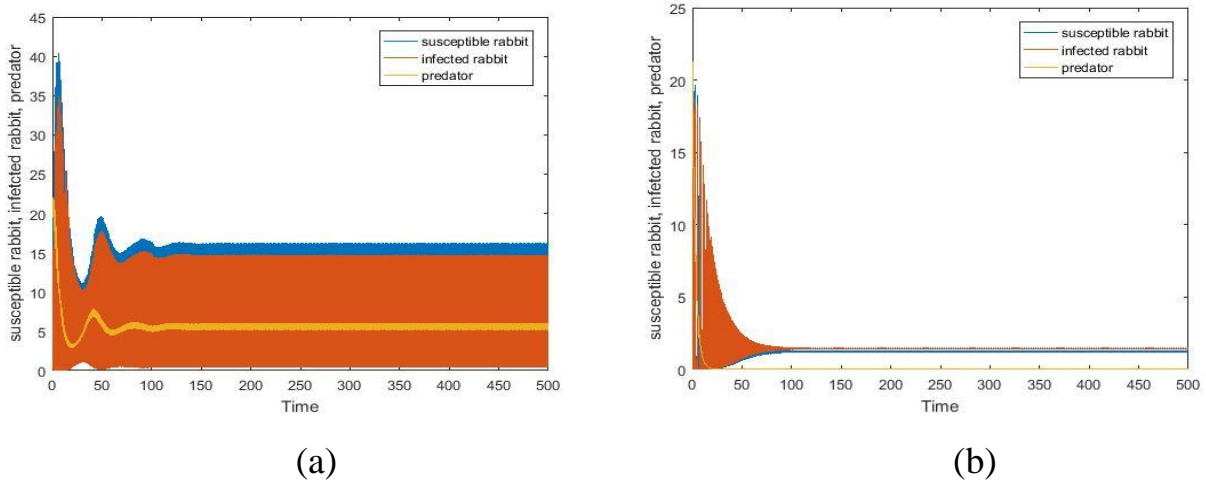 susceptible rabbit, infetcted rabbit, predator
45
40
35
30
25
20
15
10
5
0
susceptible rabbit
infected rabbit
predator
0 50 100 150 200 250 300 350 400 450 500
Time
(a)
susceptible rabbit, infected rabbit, predator
25
20
15
10
5
0
susceptible rabbit
infected rabbit
predator
0 50 100 150 200 250 300 350 400 450 500
Time
(b)